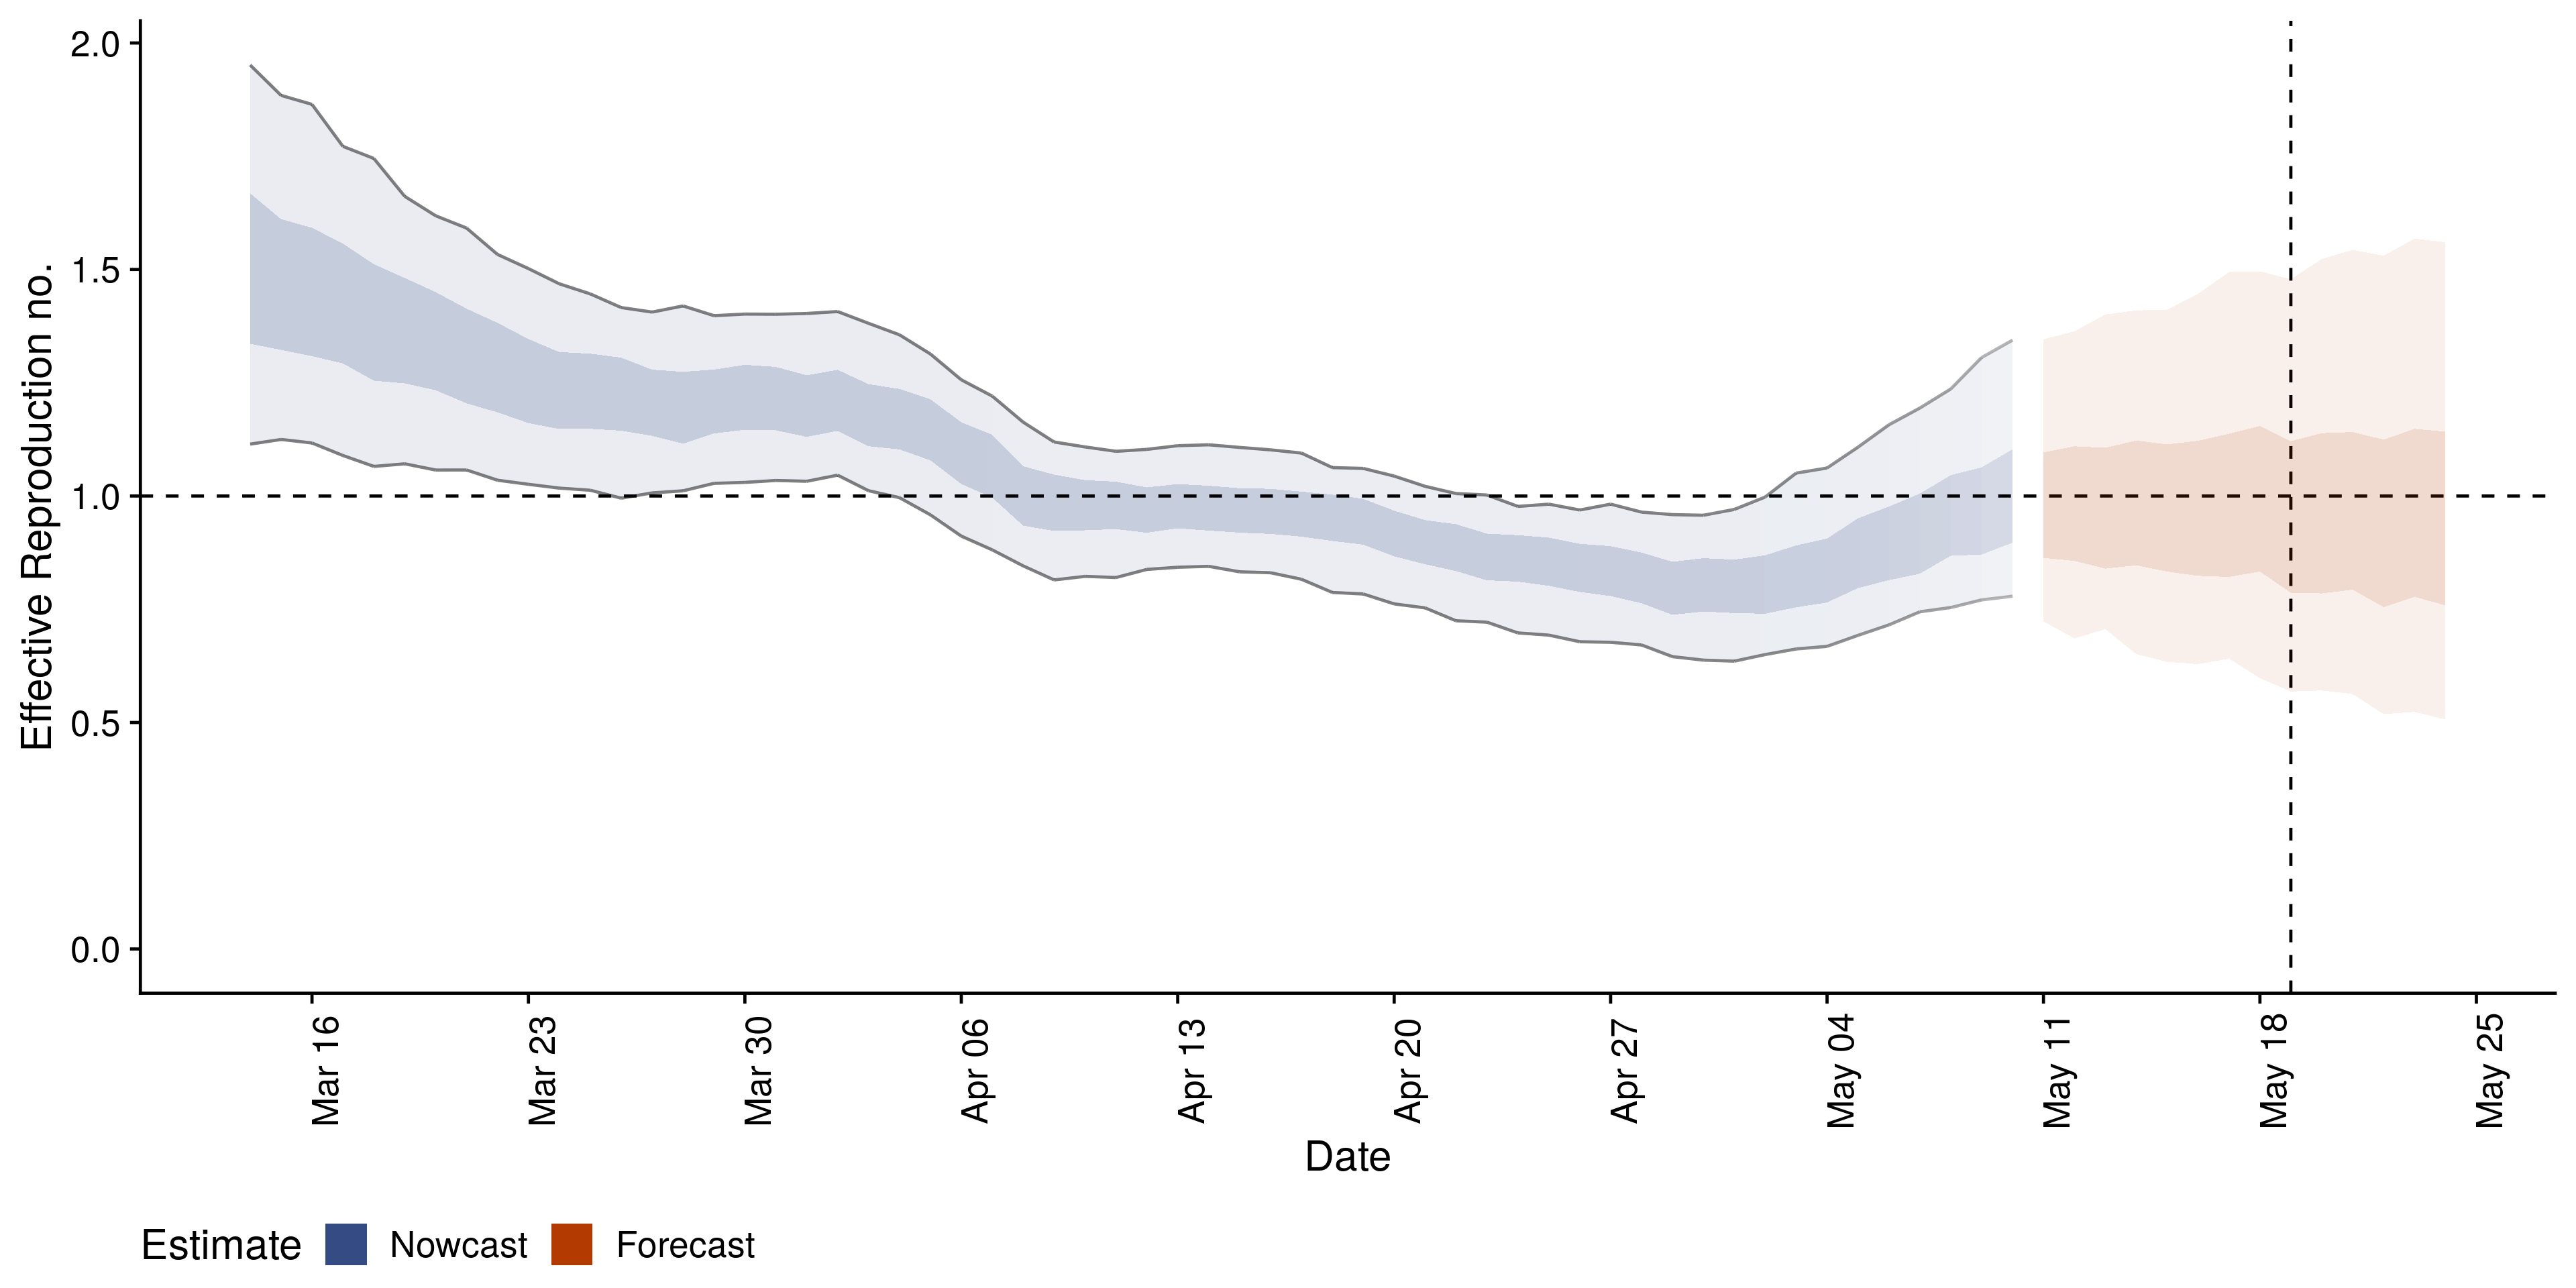 Effective Reproduction no.
2.0
1.5
1.0
0.5
0.0
Mar 16
Mar 23
Mar 30
Apr 06
Apr 13
Apr 20
Apr 27
May 04
May 11
May 18
May 25
Date
Estimate Nowcast Forecast